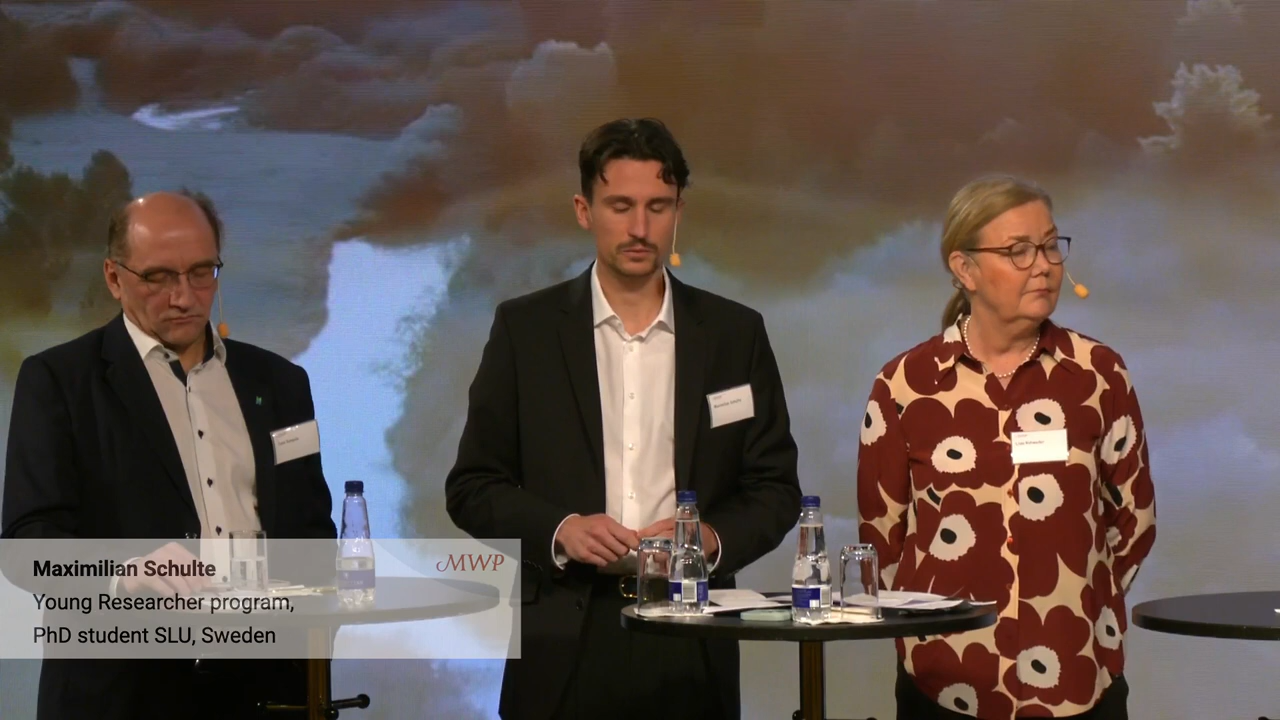 Maximilian Schulte
MWP
Young Researcher program,
PhD student SLU, Sweden